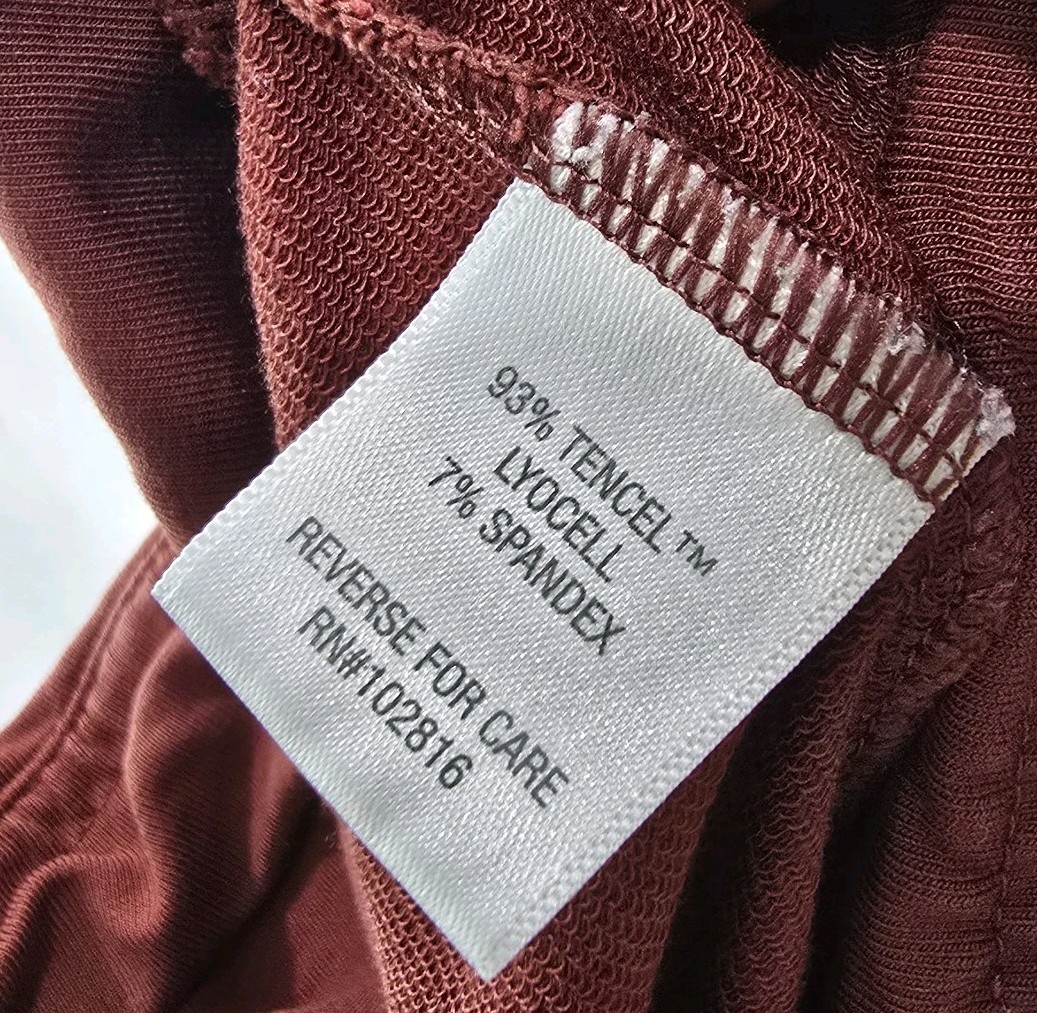 93% TENCEL™
LYOCELL
7% SPANDEX
REVERSE FOR CARE
RN#102816